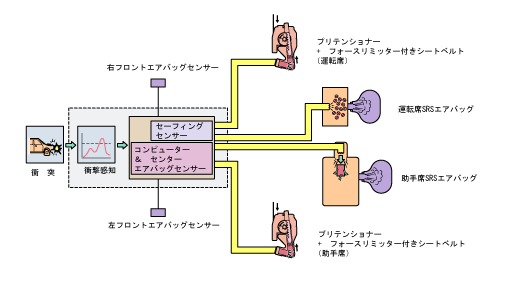 プリテンショナー
+ フォースリミッター付きシートベルト
(運転席)
右フロントエアバッグセンサー
運転席SRSエアバッグ
セーフィング
センサー
コンピューター
& センター
エアバッグセンサー
衝 突
衝撃感知
助手席SRSエアバッグ
左フロントエアバッグセンサー
プリテンショナー
+ フォースリミッター付きシートベルト
(助手席)